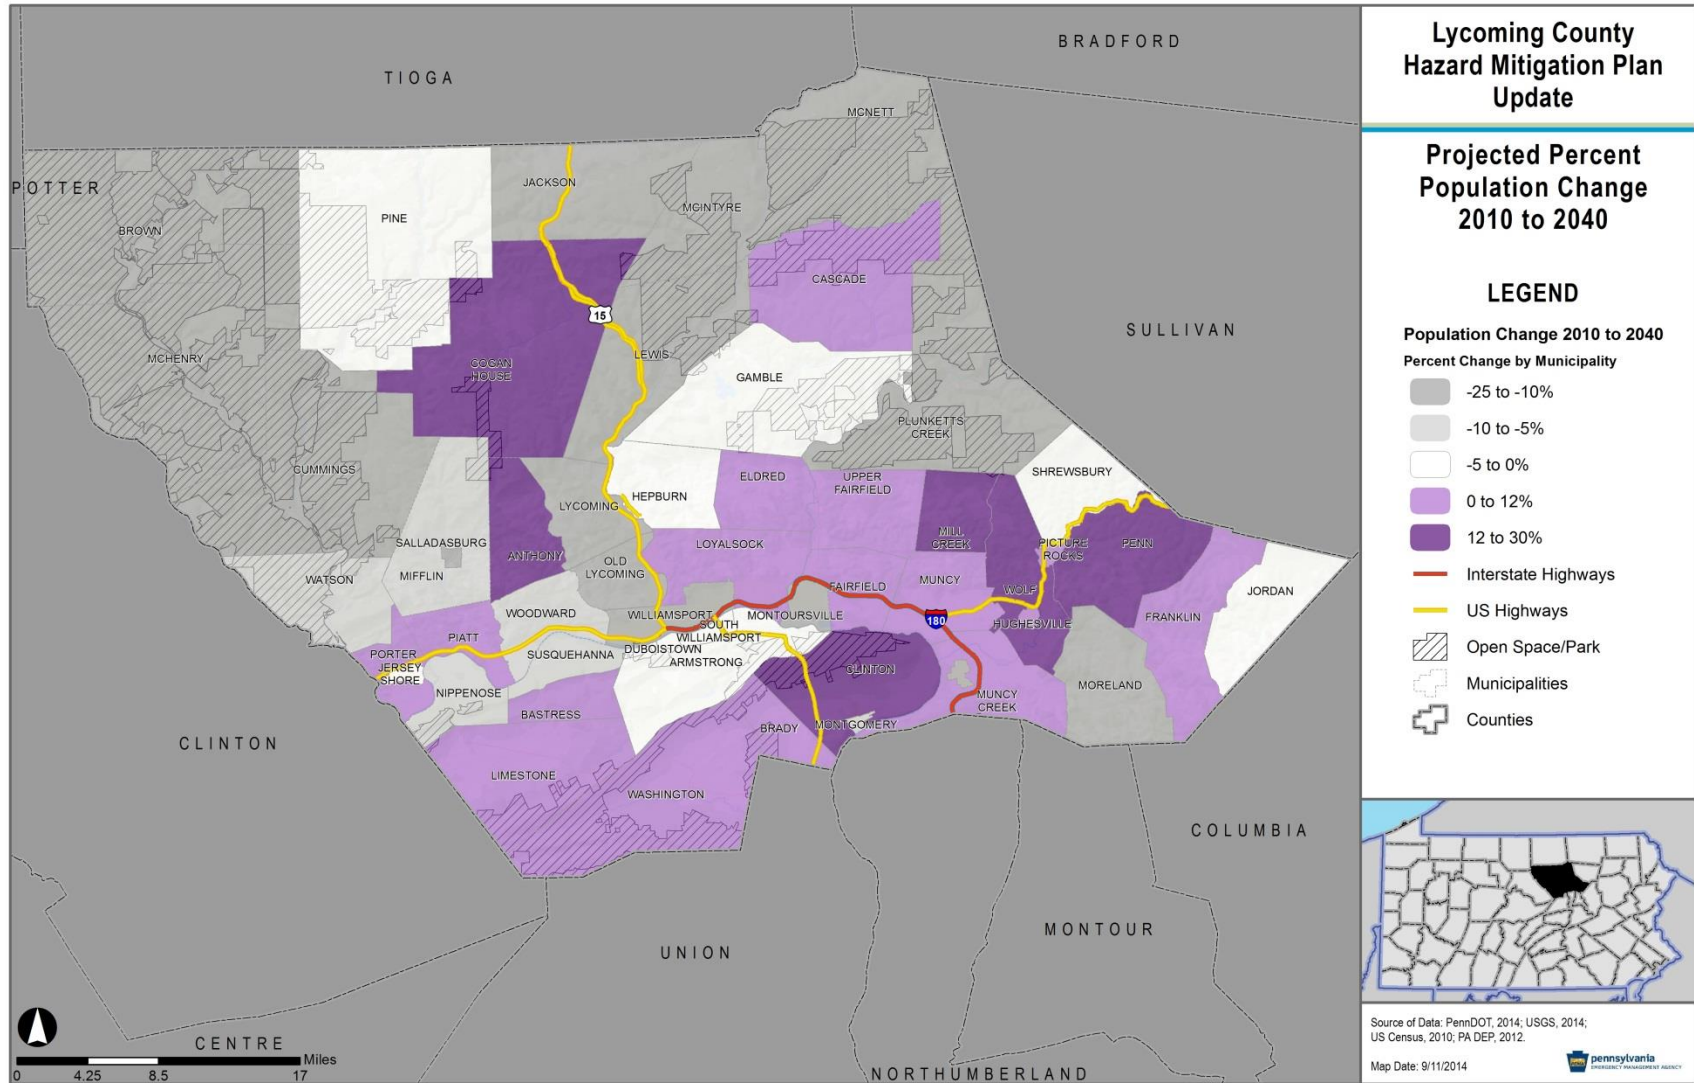 BRADFORD
TIOGA
MCNETT
POTTER
JACKSON
MCINTYRE
PINE
BROWN
CASCADE
15
SULLIVAN
MCHENRY
LEWIS
COGAN
HOUSE
GAMBLE
PLUNKETTS
CREEK
CUMMINGS
SHREWSBURY
ELDRED
UPPER
FAIRFIELD
HEPBURN
LYCOMING
SALLADASBURG
LOYALSOCK
MILL
CREEK
PICTURE
ROCKS
PENN
ANTHONY
OLD
LYCOMING
WATSON
MIFFLIN
FAIRFIELD
MUNCY
WOLF
JORDAN
WOODWARD
WILLIAMSPORT
MONTOURSVILLE
FRANKLIN
180
HUGHESVILLE
SOUTH
WILLIAMSPORT
PIATT
DUBOISTOWN
SUSQUEHANNA
ARMSTRONG
PORTER
JERSEY
SHORE
CLINTON
MORELAND
NIPPENOSE
MUNCY
CREEK
BASTRESS
BRADY
MONTGOMERY
CLINTON
LIMESTONE
WASHINGTON
COLUMBIA
MONTOUR
UNION
CENTRE
NORTHUMBERLAND
Miles
0 4.25 8.5 17
Lycoming County
Hazard Mitigation Plan
Update
Projected Percent
Population Change
2010 to 2040
LEGEND
Population Change 2010 to 2040
Percent Change by Municipality
-25 to -10%
-10 to -5%
-5 to 0%
0 to 12%
12 to 30%
Interstate Highways
US Highways
Open Space/Park
Municipalities
Counties
Source of Data: PennDOT, 2014; USGS, 2014;
US Census, 2010; PA DEP, 2012.
Map Date: 9/11/2014
pennsylvania
EMERGENCY MANAGEMENT AGENCY